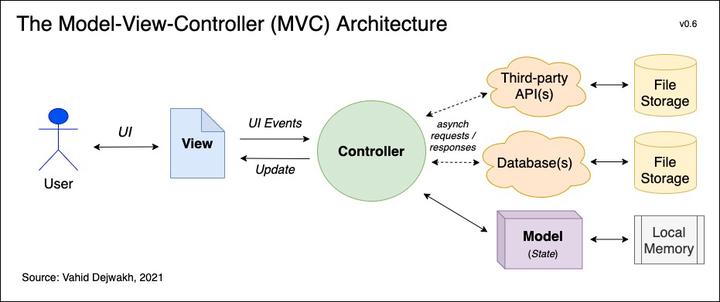 The Model-View-Controller (MVC) Architecture
v0.6
User
UI
View
UI Events
Update
Controller
asynch
requests /
responses
Third-party
API(s)
File
Storage
Database(s)
File
Storage
Model
(State)
Local
Memory
Source: Vahid Dejwakh, 2021